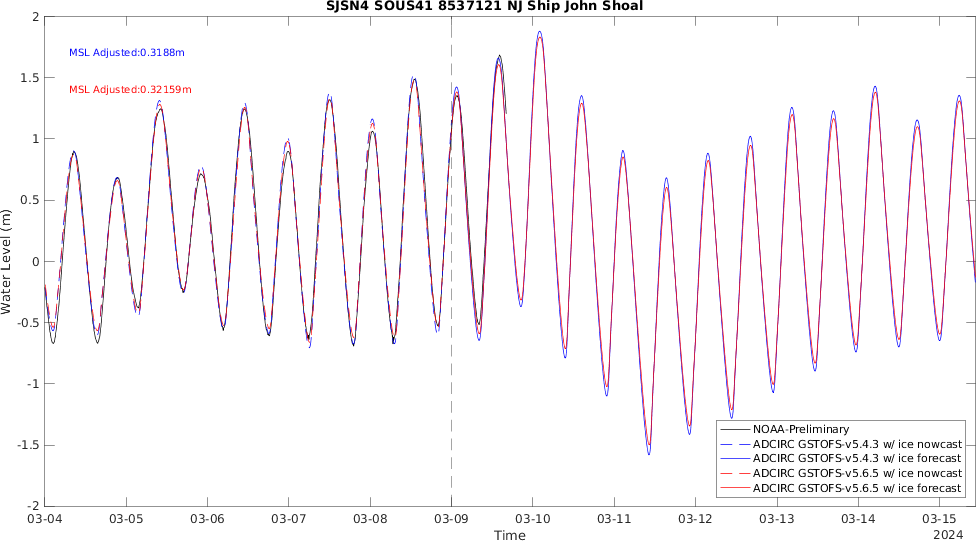 SJSN4 SOUS41 8537121 NJ Ship John Shoal
MSL Adjusted:0.3188m
MSL Adjusted:0.32159m
Water Level (m)
2
1.5
1
0.5
0
-0.5
-1
-1.5
-2
NOAA-Preliminary
ADCIRC GSTOFS-v5.4.3 w/ ice nowcast
ADCIRC GSTOFS-v5.4.3 w/ ice forecast
ADCIRC GSTOFS-v5.6.5 w/ ice nowcast
ADCIRC GSTOFS-v5.6.5 w/ ice forecast
03-04 03-05 03-06 03-07 03-08 03-09 03-10 03-11 03-12 03-13 03-14 03-15
Time
2024